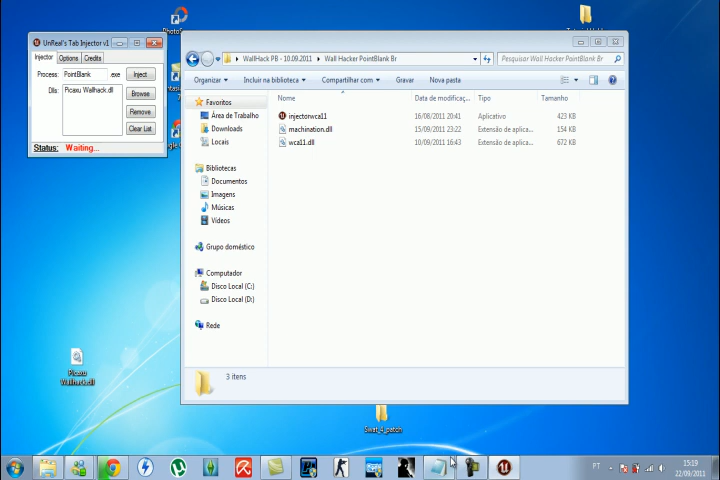 UnReal's Tab Injector v1
Injector Options Credits
Process: PointBlank .exe Inject
Dlls: Picaxu Wallhack.dll Browse
Remove
Clear List
Status: Waiting...
WallHack PB - 10.09.2011 Wall Hacker PointBlank Br
Pesquisar Wall Hacker PointBlank Br
Organizar Incluir na biblioteca Compartilhar com Gravar Nova pasta
Favoritos
Área de Trabalho
Downloads
Locais
Bibliotecas
Documentos
Imagens
Músicas
Vídeos
Grupo doméstico
Computador
Disco Local (C:)
Disco Local (D:)
Rede
Nome Data de modificaç... Tipo Tamanho
injectorwca11 16/08/2011 20:41 Aplicativo 423 KB
machination.dll 15/09/2011 23:22 Extensão de aplica... 154 KB
wca11.dll 10/09/2011 16:43 Extensão de aplica... 672 KB
3 itens
Picaxu
Wallhack.dll
Swat_4_patch
PT
15:19
22/09/2011